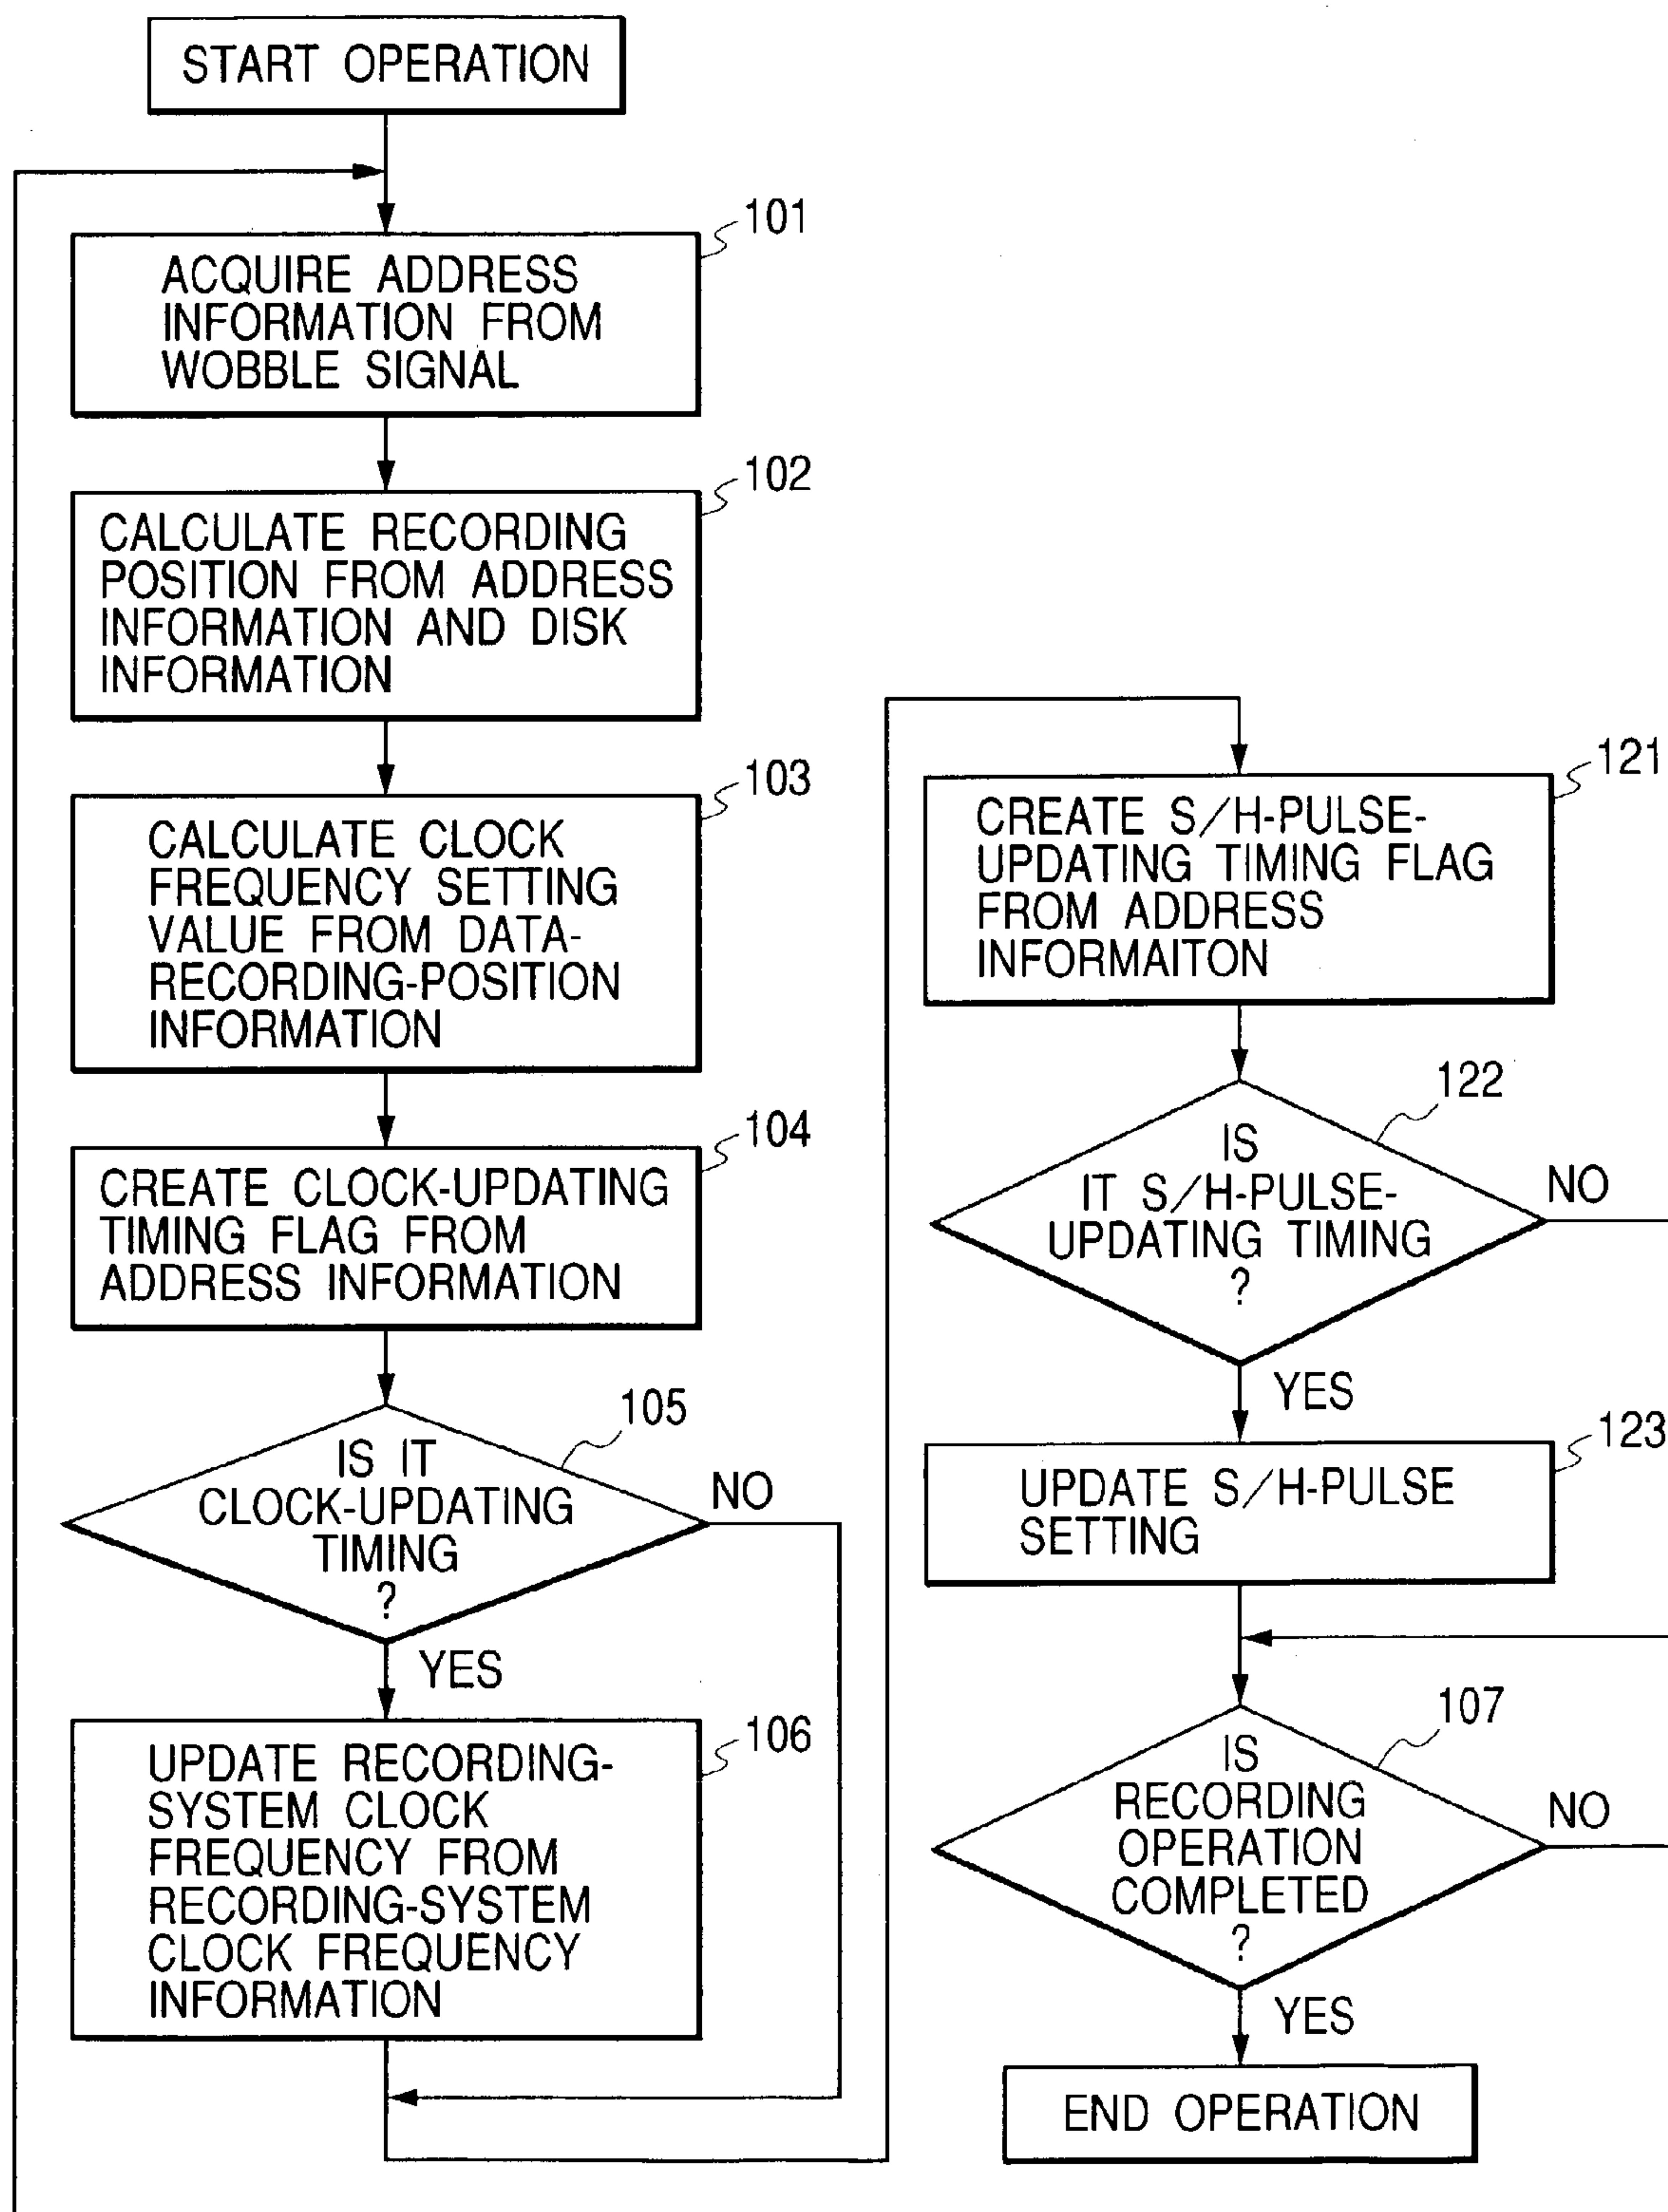 START OPERATION
101
ACQUIRE ADDRESS
INFORMATION FROM
WOBBLE SIGNAL
102
CALCULATE RECORDING
POSITION FROM ADDRESS
INFORMATION AND DISK
INFORMATION
103
CALCULATE CLOCK
FREQUENCY SETTING
VALUE FROM DATA-
RECORDING-POSITION
INFORMATION
104
CREATE CLOCK-UPDATING
TIMING FLAG FROM
ADDRESS INFORMATION
105
IS IT
CLOCK-UPDATING
TIMING
?
NO
YES
106
UPDATE RECORDING-
SYSTEM CLOCK
FREQUENCY FROM
RECORDING-SYSTEM
CLOCK FREQUENCY
INFORMATION
121
CREATE S/H-PULSE-
UPDATING TIMING FLAG
FROM ADDRESS
INFORMAITON
122
IS
IT S/H-PULSE-
UPDATING TIMING
?
NO
YES
123
UPDATE S/H-PULSE
SETTING
107
IS
RECORDING
OPERATION
COMPLETED
?
NO
YES
END OPERATION